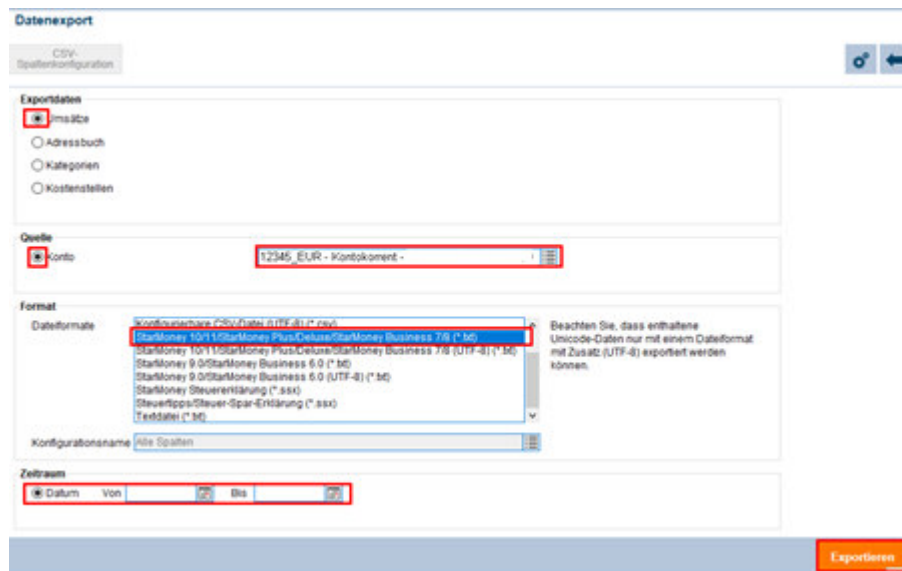 Datenexport
CSV-
Spaltenkonfiguration
Exportdaten
Umsätze
Adressbuch
Kategorien
Kostenstellen
Quelle
Konto 12345_EUR - Kontokorrent -
Format
Dateiformate
Konfigurierbare CSV-Datei (UTF-8) (*.csv)
StarMoney 10/11/StarMoney Plus/Deluxe/StarMoney Business 7/8 (*.txt)
StarMoney 10/11/StarMoney Plus/Deluxe/StarMoney Business 7/8 (UTF-8) (*.txt)
StarMoney 9.0/StarMoney Business 6.0 (*.txt)
StarMoney 9.0/StarMoney Business 6.0 (UTF-8) (*.txt)
StarMoney Steuererklärung (*.ssx)
Steuertipps/Steuer-Spar-Erklärung (*.ssx)
Textdatei (*.txt)
Beachten Sie, dass enthaltene
Unicode-Daten nur mit einem Dateiformat
mit Zusatz (UTF-8) exportiert werden
können.
Konfigurationsname Alle Spalten
Zeitraum
Datum Von Bis
Exportieren